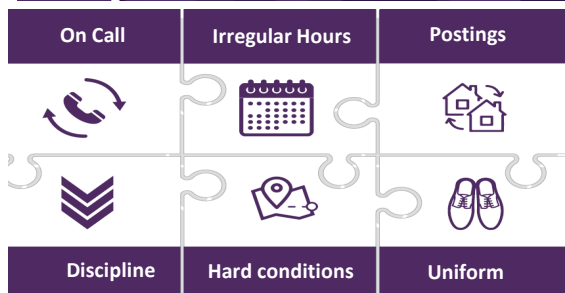 On Call
Irregular Hours
Postings
Discipline
Hard conditions
Uniform